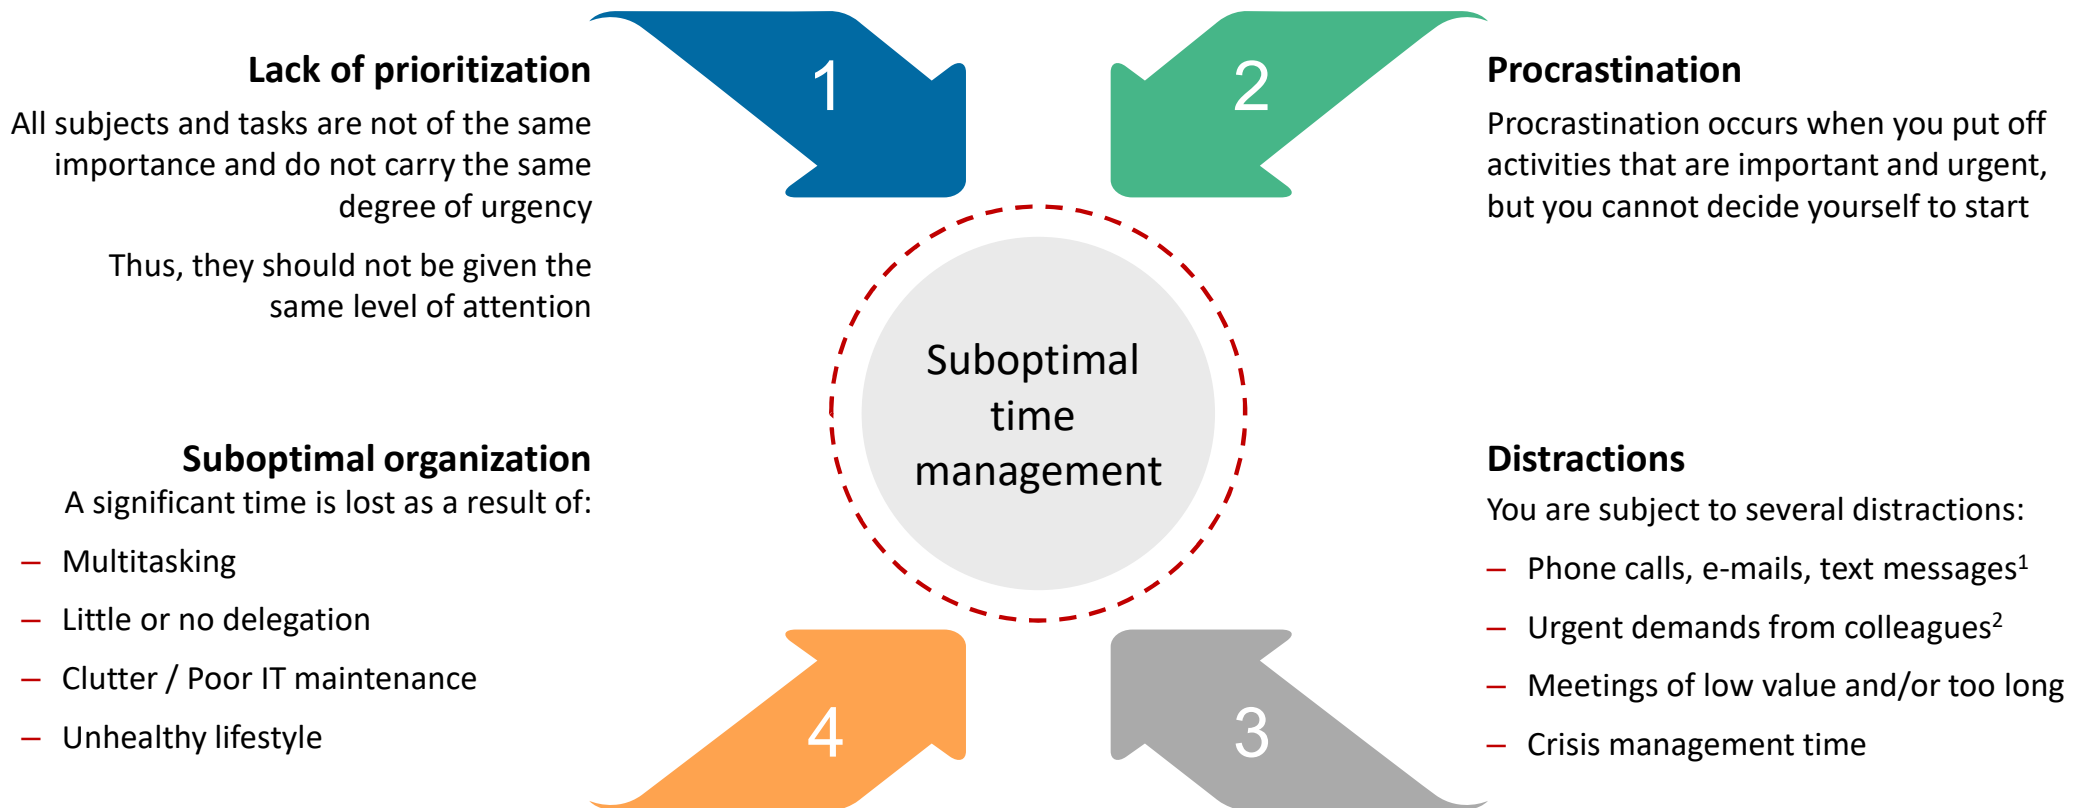 1
Lack of prioritization
All subjects and tasks are not of the same
importance and do not carry the same
degree of urgency
Thus, they should not be given the
same level of attention
2
Procrastination
Procrastination occurs when you put off
activities that are important and urgent,
but you cannot decide yourself to start
Suboptimal
time
management
Suboptimal organization
A significant time is lost as a result of:
– Multitasking
– Little or no delegation
– Clutter / Poor IT maintenance
– Unhealthy lifestyle
4
3
Distractions
You are subject to several distractions:
– Phone calls, e-mails, text messages¹
– Urgent demands from colleagues²
– Meetings of low value and/or too long
– Crisis management time